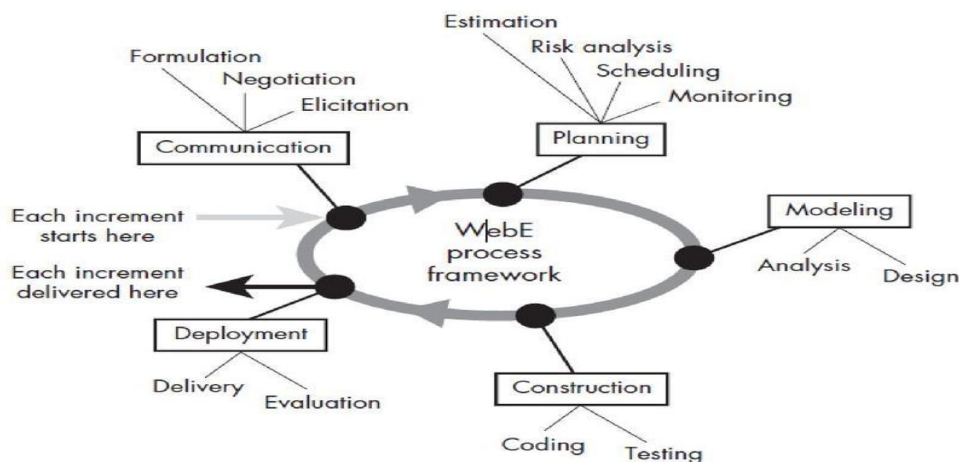 Estimation
Risk analysis
Scheduling
Monitoring
Planning
Formulation
Negotiation
Elicitation
Communication
Each increment
starts here
WebE
process
framework
Modeling
Analysis
Design
Each increment
delivered here
Deployment
Delivery
Evaluation
Construction
Coding
Testing